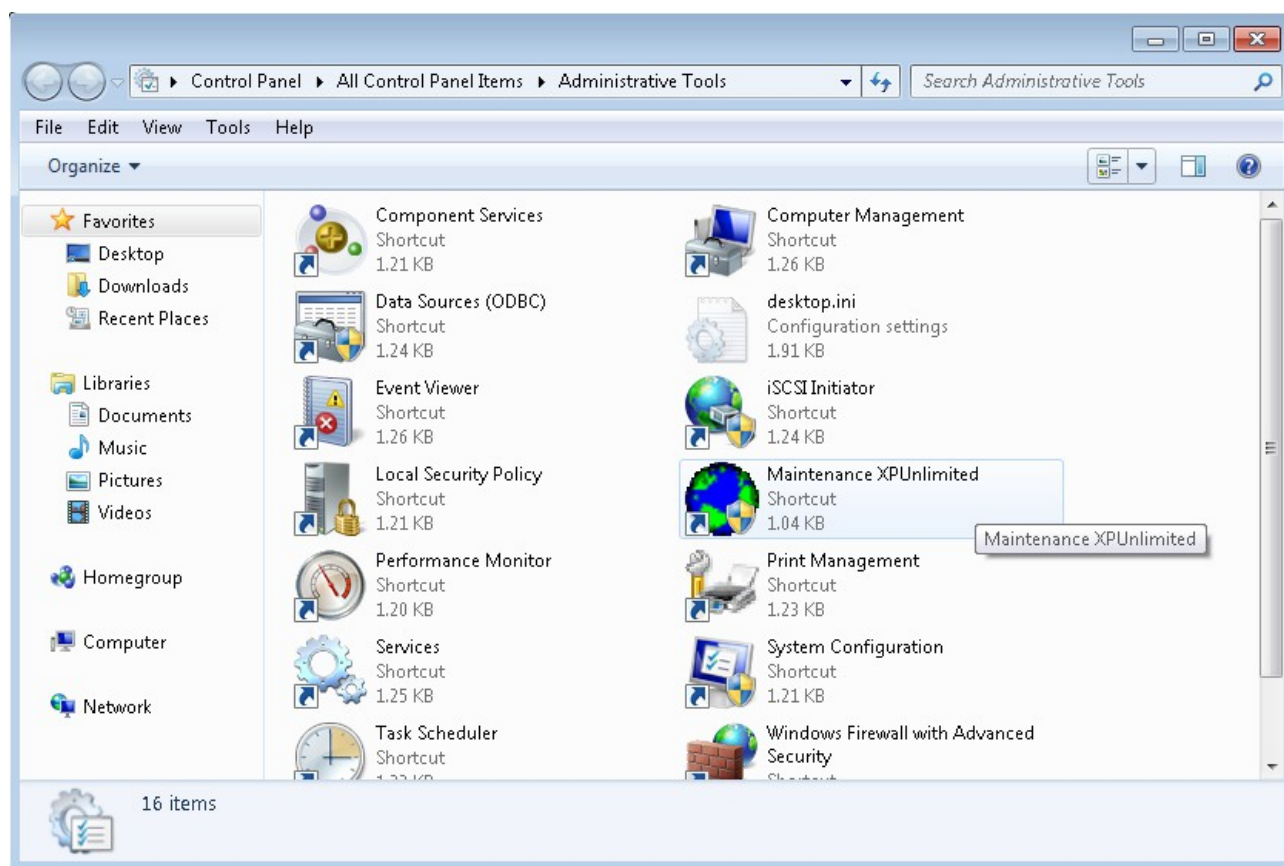 Control Panel ▸ All Control Panel Items ▸ Administrative Tools
Search Administrative Tools
File Edit View Tools Help
Organize
Favorites
Desktop
Downloads
Recent Places
Libraries
Documents
Music
Pictures
Videos
Homegroup
Computer
Network
Component Services
Shortcut
1.21 KB
Computer Management
Shortcut
1.26 KB
Data Sources (ODBC)
Shortcut
1.24 KB
desktop.ini
Configuration settings
1.91 KB
Event Viewer
Shortcut
1.26 KB
iSCSI Initiator
Shortcut
1.24 KB
Local Security Policy
Shortcut
1.21 KB
Maintenance XPUnlimited
Shortcut
1.04 KB
Maintenance XPUnlimited
Performance Monitor
Shortcut
1.20 KB
Print Management
Shortcut
1.23 KB
Services
Shortcut
1.25 KB
System Configuration
Shortcut
1.21 KB
Task Scheduler
Shortcut
Windows Firewall with Advanced
Security
16 items